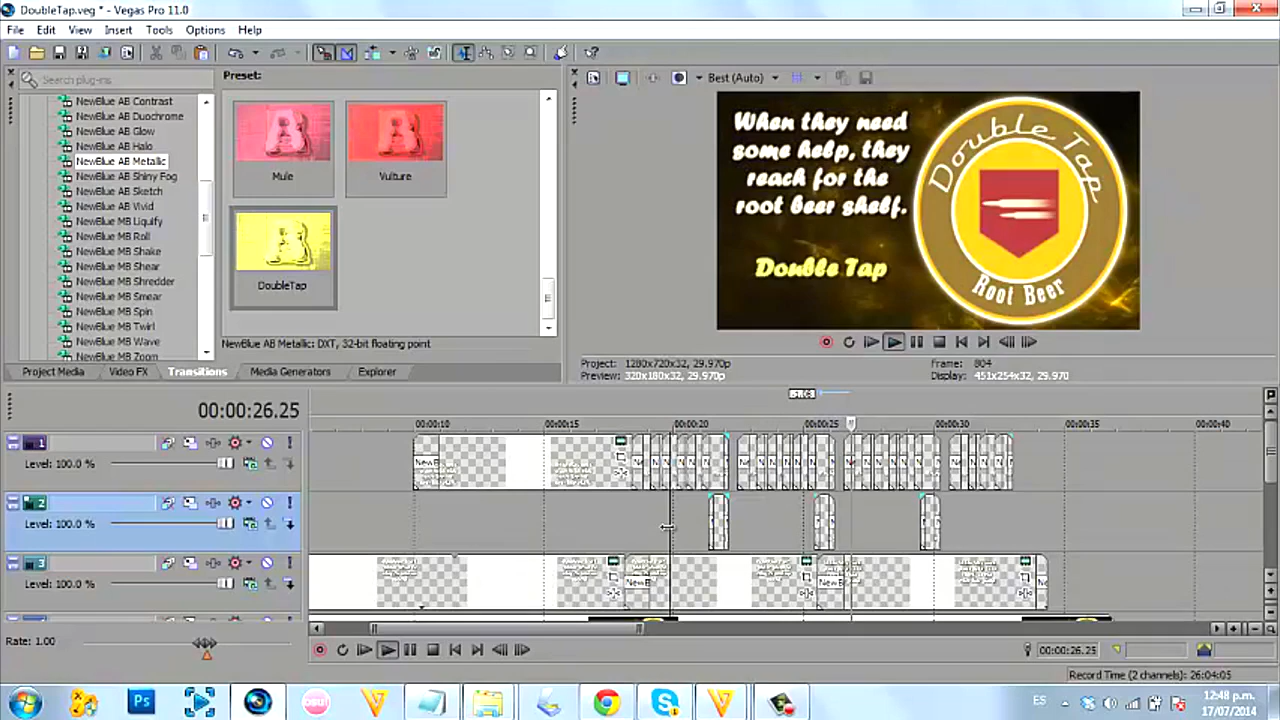 DoubleTap.veg * - Vegas Pro 11.0
File Edit View Insert Tools Options Help
Search plug-ins
Preset:
Best (Auto)
NewBlue AB Contrast
NewBlue AB Duochrome
NewBlue AB Glow
NewBlue AB Halo
NewBlue AB Metallic
NewBlue AB Shiny Fog
NewBlue AB Sketch
NewBlue AB Vivid
NewBlue MB Liquify
NewBlue MB Roll
NewBlue MB Shake
NewBlue MB Shear
NewBlue MB Shredder
NewBlue MB Smear
NewBlue MB Spin
NewBlue MB Twirl
NewBlue MB Wave
NewBlue MB Zoom
Mule
Vulture
DoubleTap
NewBlue AB Metallic: DXT, 32-bit floating point
When they need
some help, they
reach for the
root beer shelf.
Double Tap
Double Tap
Root Beer
Project Media Video FX Transitions Media Generators Explorer
Project: 1280x720x32, 29.970p
Preview: 320x180x32, 29.970p
Frame: 804
Display: 451x254x32, 29.970
00:00:26.25
00:00:10 00:00:15 00:00:20 00:00:25 00:00:30 00:00:35 00:00:40
1
Level: 100.0 %
2
Level: 100.0 %
3
Level: 100.0 %
Rate: 1.00
00:00:26.25
Record Time (2 channels): 26:04:05
Ps
ES
12:48 p.m.
17/07/2014